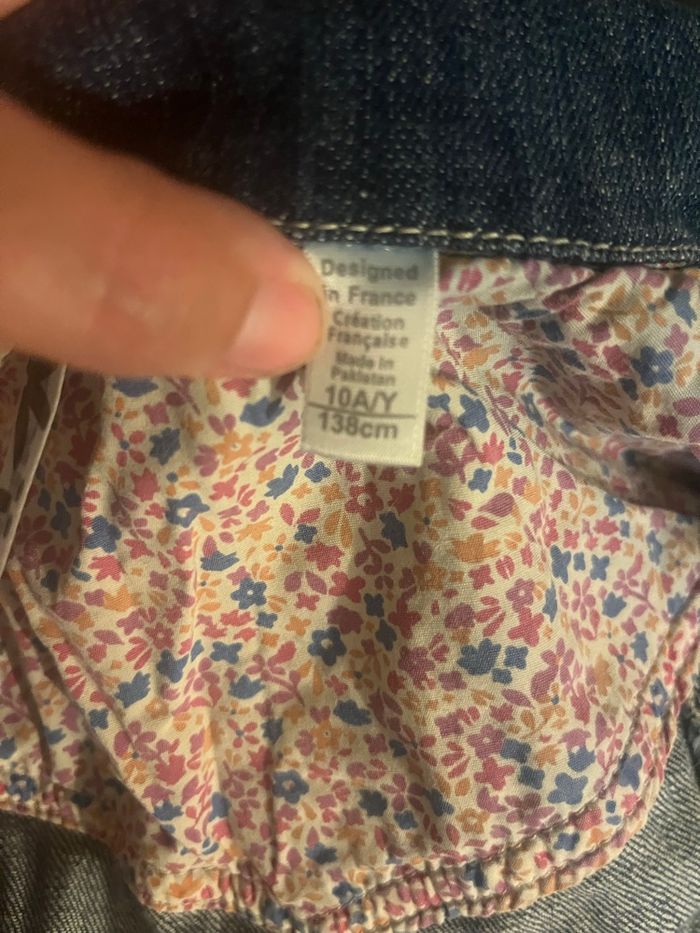 Designed
in France
Création
Française
Made in
Pakistan
10A/Y
138cm